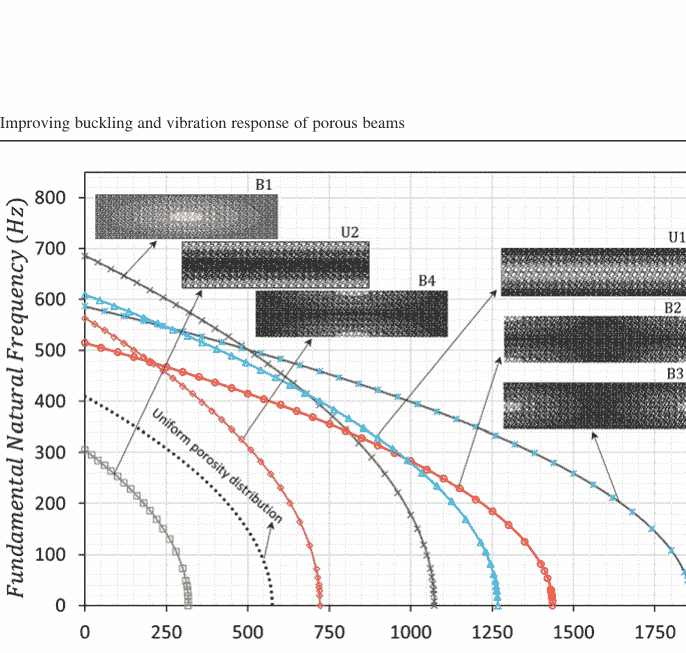 Improving buckling and vibration response of porous beams
Fundamental Natural Frequency (Hz)
800
700
600
500
400
300
200
100
0
B1
U2
B4
U1
B2
B3
Uniform porosity distribution
0 250 500 750 1000 1250 1500 1750